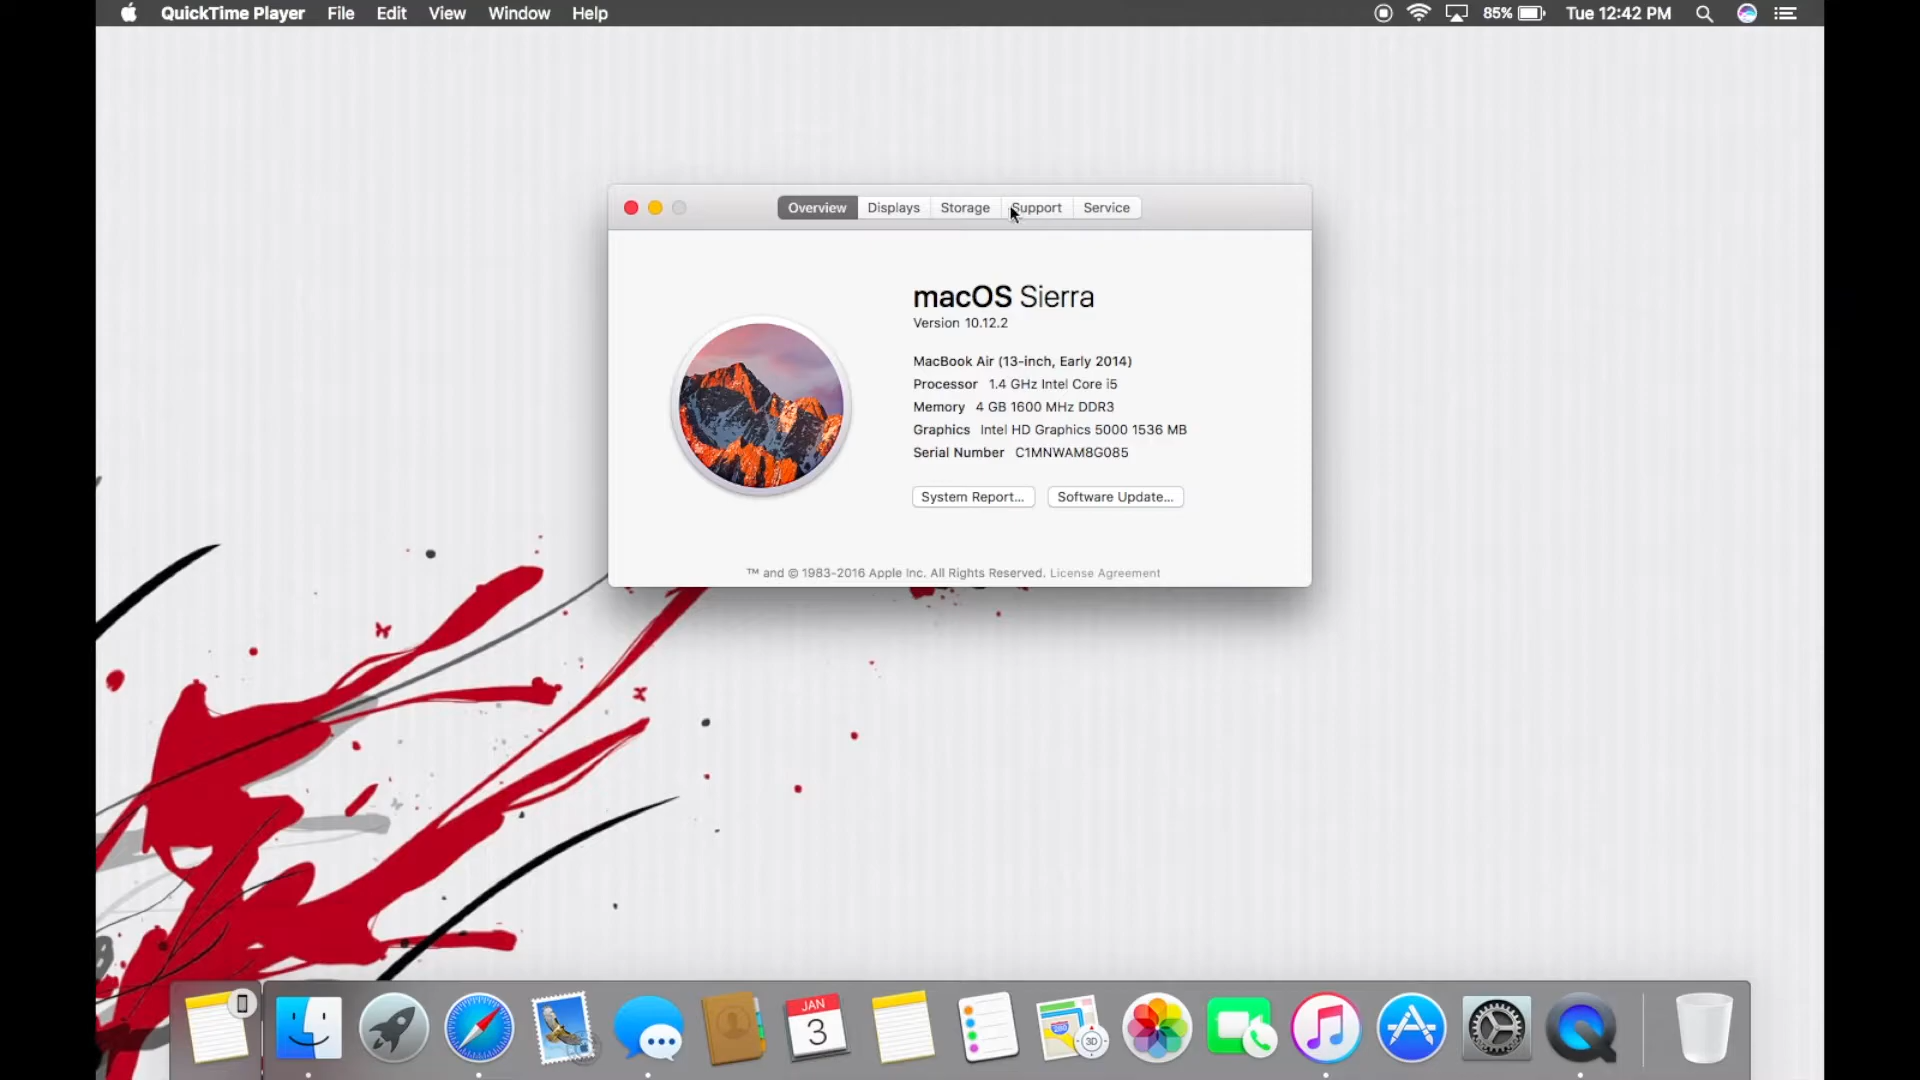 QuickTime Player File Edit View Window Help 85% Tue 12:42 PM
Overview Displays Storage Support Service
macOS Sierra
Version 10.12.2
MacBook Air (13-inch, Early 2014)
Processor 1.4 GHz Intel Core i5
Memory 4 GB 1600 MHz DDR3
Graphics Intel HD Graphics 5000 1536 MB
Serial Number C1MNWAM8G085
System Report... Software Update...
™ and © 1983-2016 Apple Inc. All Rights Reserved. License Agreement
JAN
3
280
3D